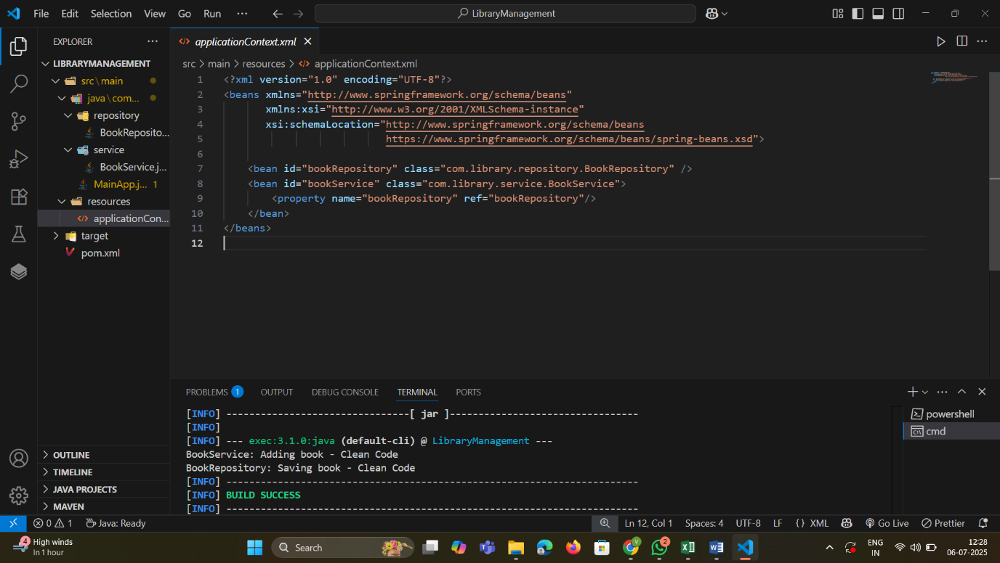 File Edit Selection View Go Run ··· LibraryManagement
EXPLORER ···
LIBRARYMANAGEMENT
src\main
java\com...
repository
BookReposito...
service
BookService.j...
MainApp.j... 1
resources
applicationCon...
target
pom.xml
OUTLINE
TIMELINE
JAVA PROJECTS
MAVEN
applicationContext.xml
src > main > resources > applicationContext.xml
1 <?xml version="1.0" encoding="UTF-8"?>
2 <beans xmlns="http://www.springframework.org/schema/beans"
3 xmlns:xsi="http://www.w3.org/2001/XMLSchema-instance"
4 xsi:schemaLocation="http://www.springframework.org/schema/beans
5 https://www.springframework.org/schema/beans/spring-beans.xsd">
6
7 <bean id="bookRepository" class="com.library.repository.BookRepository" />
8 <bean id="bookService" class="com.library.service.BookService">
9 <property name="bookRepository" ref="bookRepository"/>
10 </bean>
11 </beans>
12
PROBLEMS 1 OUTPUT DEBUG CONSOLE TERMINAL PORTS
[INFO] --------------------------------[ jar ]---------------------------------
[INFO]
[INFO] --- exec:3.1.0:java (default-cli) @ LibraryManagement ---
BookService: Adding book - Clean Code
BookRepository: Saving book - Clean Code
[INFO] ------------------------------------------------------------------------
[INFO] BUILD SUCCESS
[INFO] ------------------------------------------------------------------------
powershell
cmd
0 1 Java: Ready Ln 12, Col 1 Spaces: 4 UTF-8 LF {} XML Go Live Prettier
4 High winds
In 1 hour
Search
V
2
ENG
IN
12:28
06-07-2025